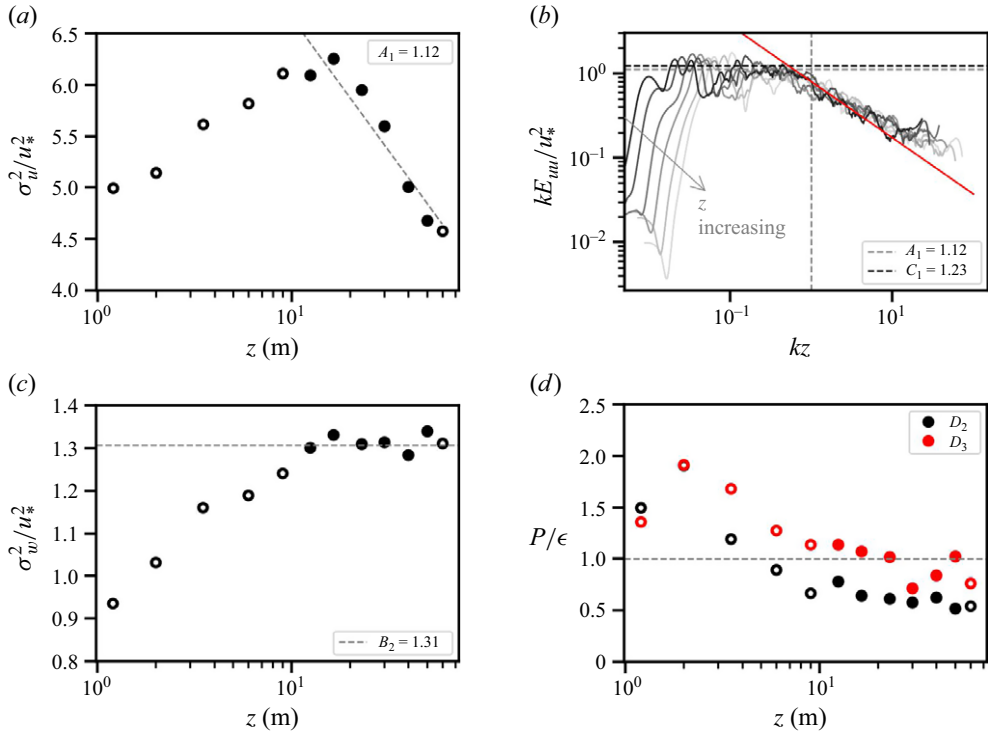 (a)
6.5
6.0
5.5
5.0
4.5
4.0
σ_u^2/u_*^2
A_1 = 1.12
10^0
10^1
z (m)
(b)
10^0
10^{-1}
10^{-2}
kE_{uu}/u_*^2
z
increasing
A_1 = 1.12
C_1 = 1.23
10^{-1}
10^1
kz
(c)
1.4
1.3
1.2
1.1
1.0
0.9
0.8
σ_w^2/u_*^2
B_2 = 1.31
10^0
10^1
z (m)
(d)
2.5
2.0
1.5
1.0
0.5
0
P/ϵ
D_2
D_3
10^0
10^1
z (m)